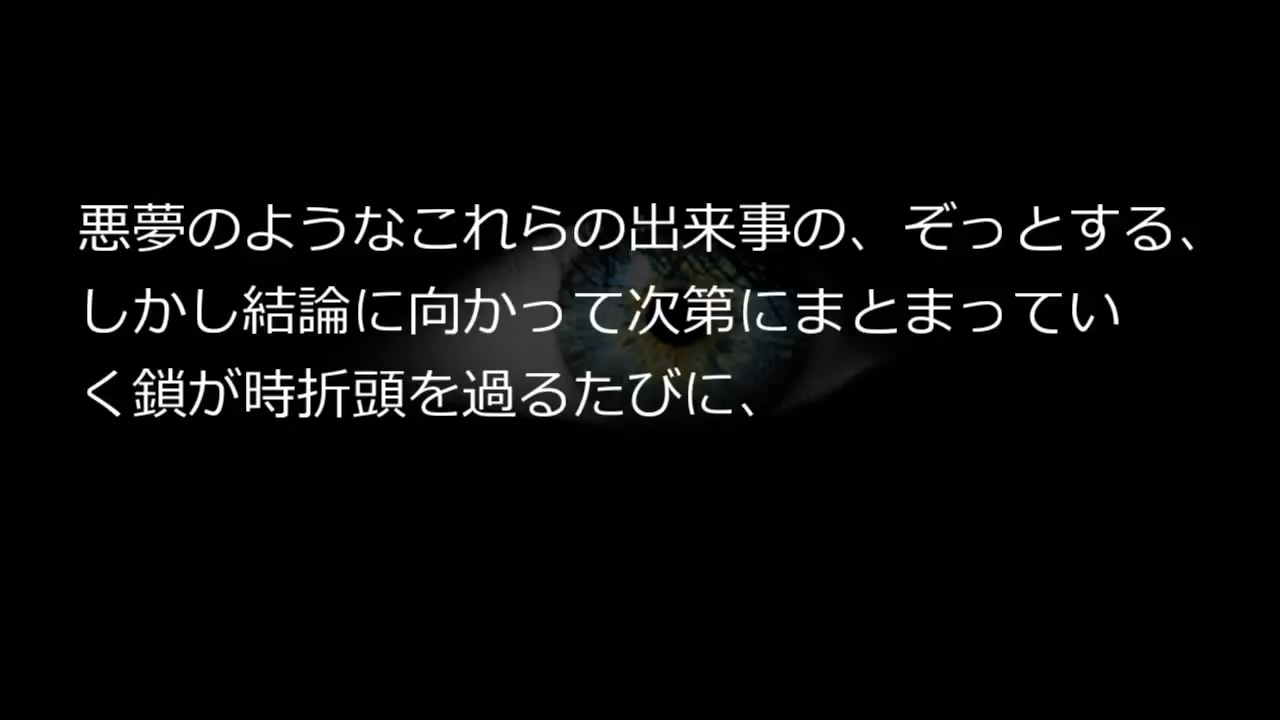 悪夢のようなこれらの出来事の、ぞっとする、
しかし結論に向かって次第にまとまってい
く鎖が時折頭を過るたびに、